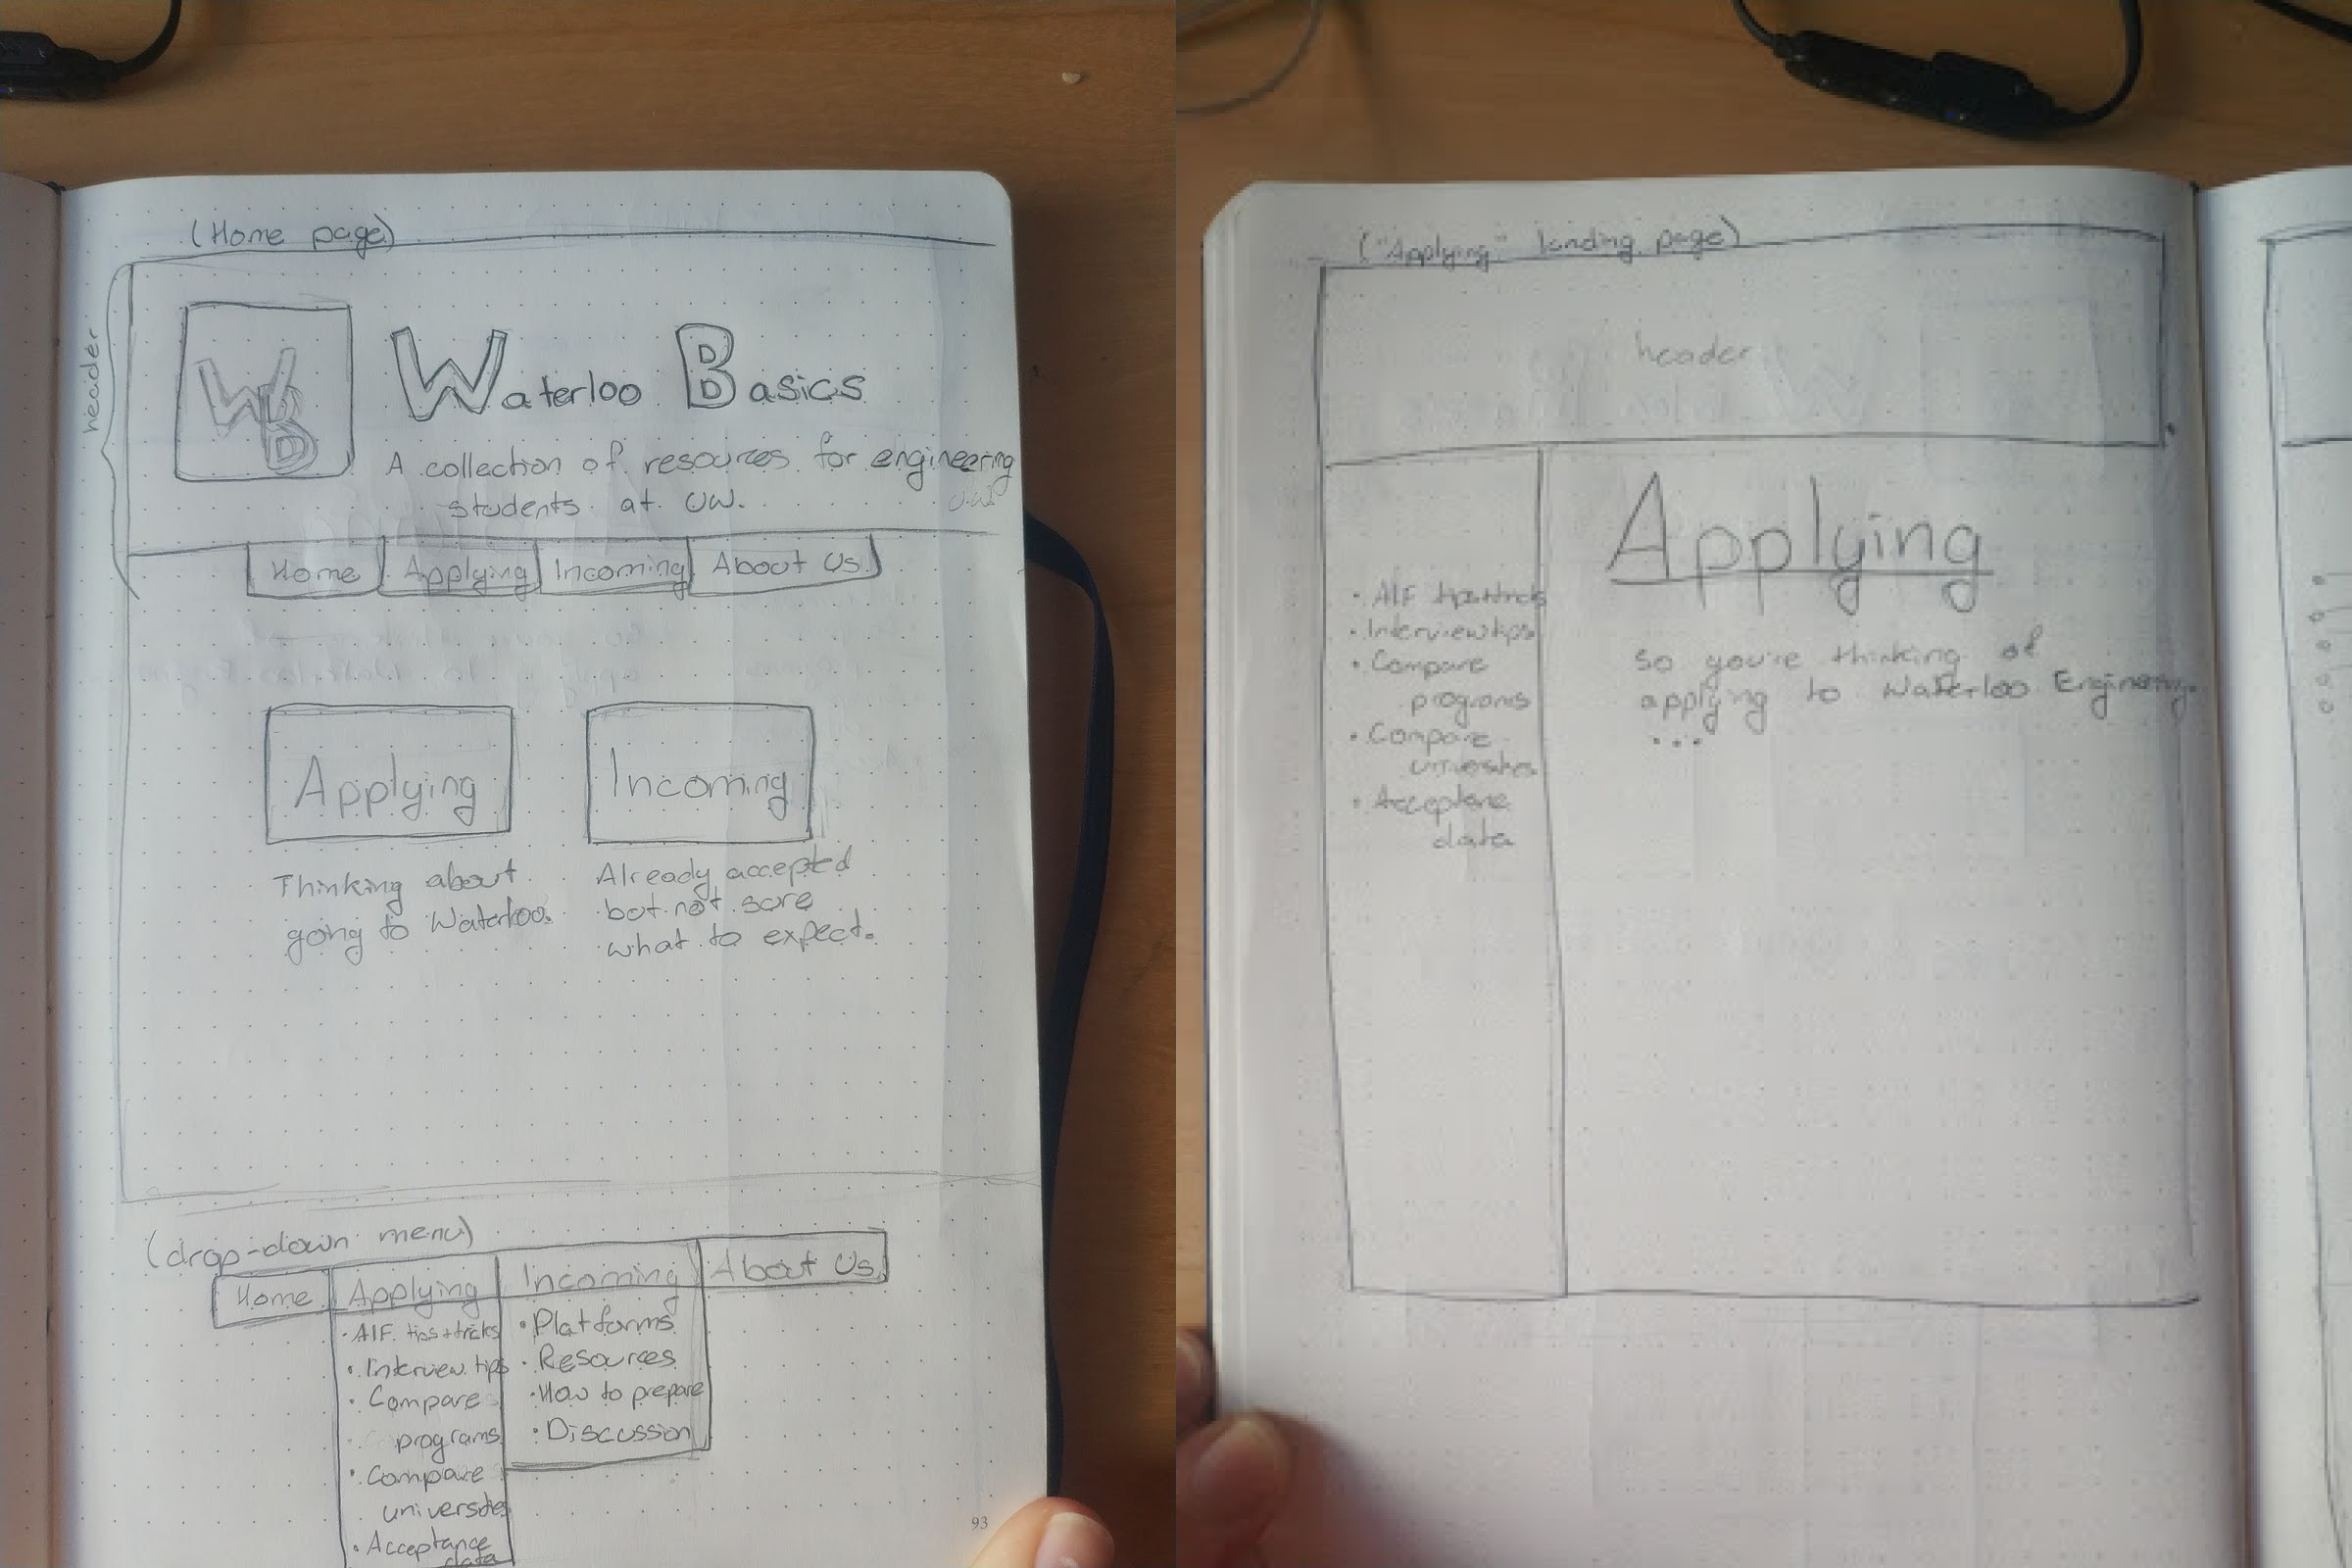 (Home page)
header
WB
Waterloo Basics
A collection of resources for engineering
students at UW.
U.W.
Home Applying Incoming About Us
Applying Incoming
Thinking about
going to Waterloo.
Already accepted
but not sure
what to expect.
(drop-down menu)
Home Applying Incoming About Us
• AIF tips+tricks
• Interview tips
• Compare
programs
• Compare
universites
• Acceptance
data
• Platforms
• Resources
• How to prepare
• Discussion
93
("Applying" landing page)
header
• AIF tips+tricks
• Interview tips
• Compare
programs
• Compare
• Acceptane
data
Applying
So you're thinking of
applying to Waterloo Engineering.
...